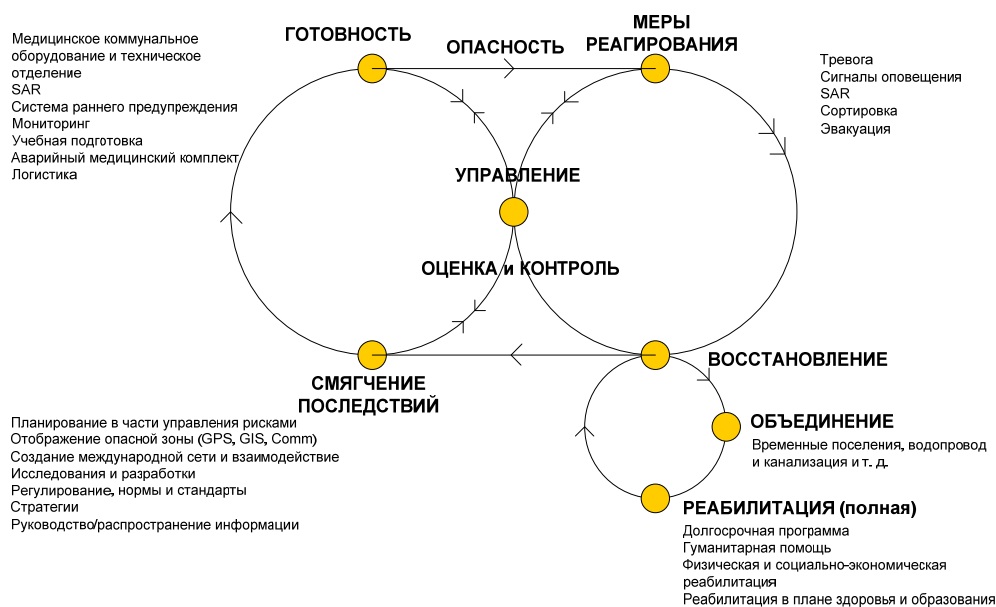 ГОТОВНОСТЬ
ОПАСНОСТЬ
МЕРЫ
РЕАГИРОВАНИЯ
Медицинское коммунальное
оборудование и техническое
отделение
SAR
Система раннего предупреждения
Мониторинг
Учебная подготовка
Аварийный медицинский комплект
Логистика
Тревога
Сигналы оповещения
SAR
Сортировка
Эвакуация
УПРАВЛЕНИЕ
ОЦЕНКА и КОНТРОЛЬ
СМЯГЧЕНИЕ
ПОСЛЕДСТВИЙ
Планирование в части управления рисками
Отображение опасной зоны (GPS, GIS, Comm)
Создание международной сети и взаимодействие
Исследования и разработки
Регулирование, нормы и стандарты
Стратегии
Руководство/распространение информации
ВОССТАНОВЛЕНИЕ
ОБЪЕДИНЕНИЕ
Временные поселения, водопровод
и канализация и т. д.
РЕАБИЛИТАЦИЯ (полная)
Долгосрочная программа
Гуманитарная помощь
Физическая и социально-экономическая
реабилитация
Реабилитация в плане здоровья и образования